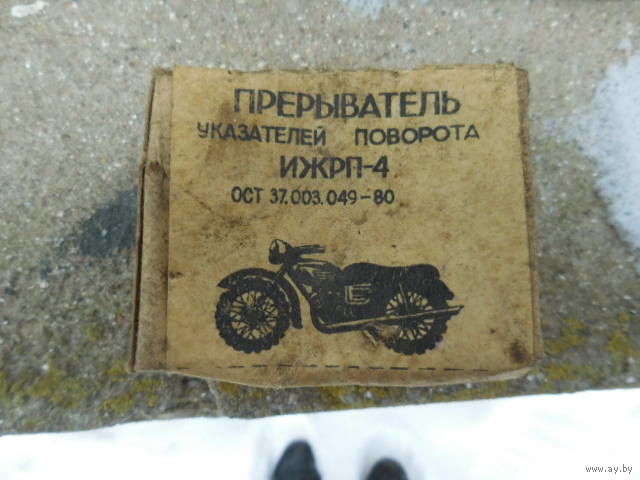 ПРЕРЫВАТЕЛЬ
УКАЗАТЕЛЕЙ ПОВОРОТА
ИЖРП-4
ОСТ 37.003.049-80
www.ay.by